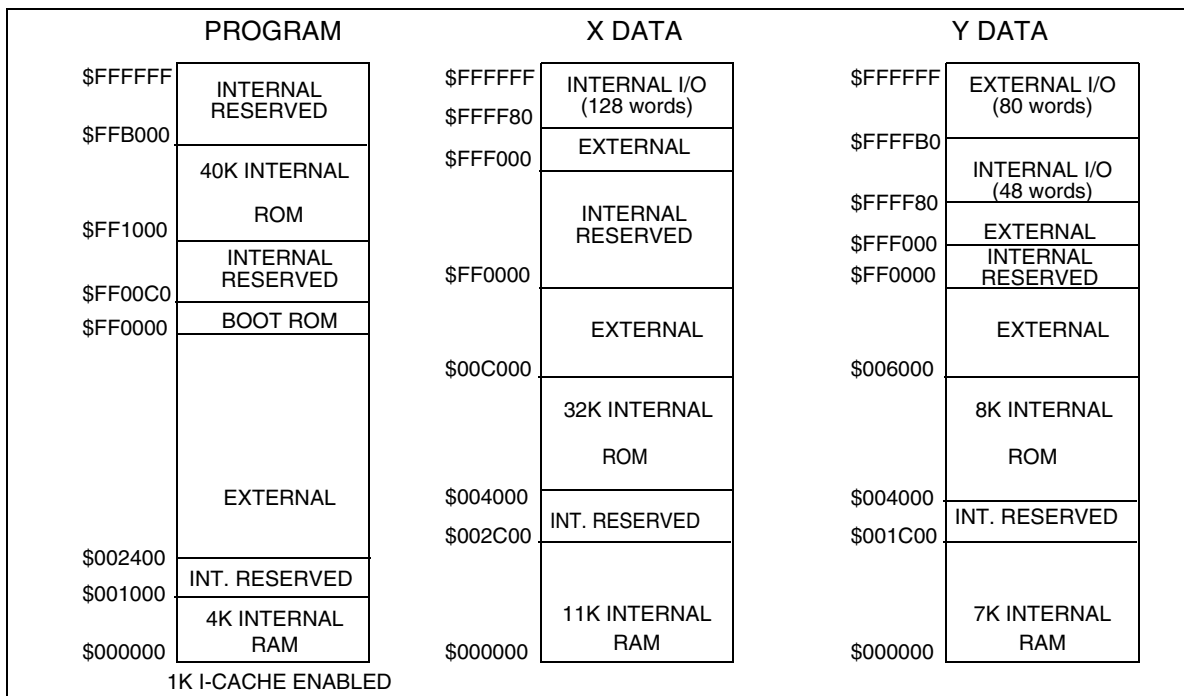 PROGRAM
$FFFFFF
INTERNAL
RESERVED
$FFB000
40K INTERNAL
ROM
$FF1000
INTERNAL
RESERVED
$FF00C0
BOOT ROM
$FF0000
EXTERNAL
$002400
INT. RESERVED
$001000
4K INTERNAL
RAM
$000000
1K I-CACHE ENABLED
X DATA
$FFFFFF
INTERNAL I/O
(128 words)
$FFFF80
EXTERNAL
$FFF000
INTERNAL
RESERVED
$FF0000
EXTERNAL
$00C000
32K INTERNAL
ROM
$004000
INT. RESERVED
$002C00
11K INTERNAL
RAM
$000000
Y DATA
$FFFFFF
EXTERNAL I/O
(80 words)
$FFFFB0
INTERNAL I/O
(48 words)
$FFFF80
EXTERNAL
$FFF000
INTERNAL
RESERVED
$FF0000
EXTERNAL
$006000
8K INTERNAL
ROM
$004000
INT. RESERVED
$001C00
7K INTERNAL
RAM
$000000